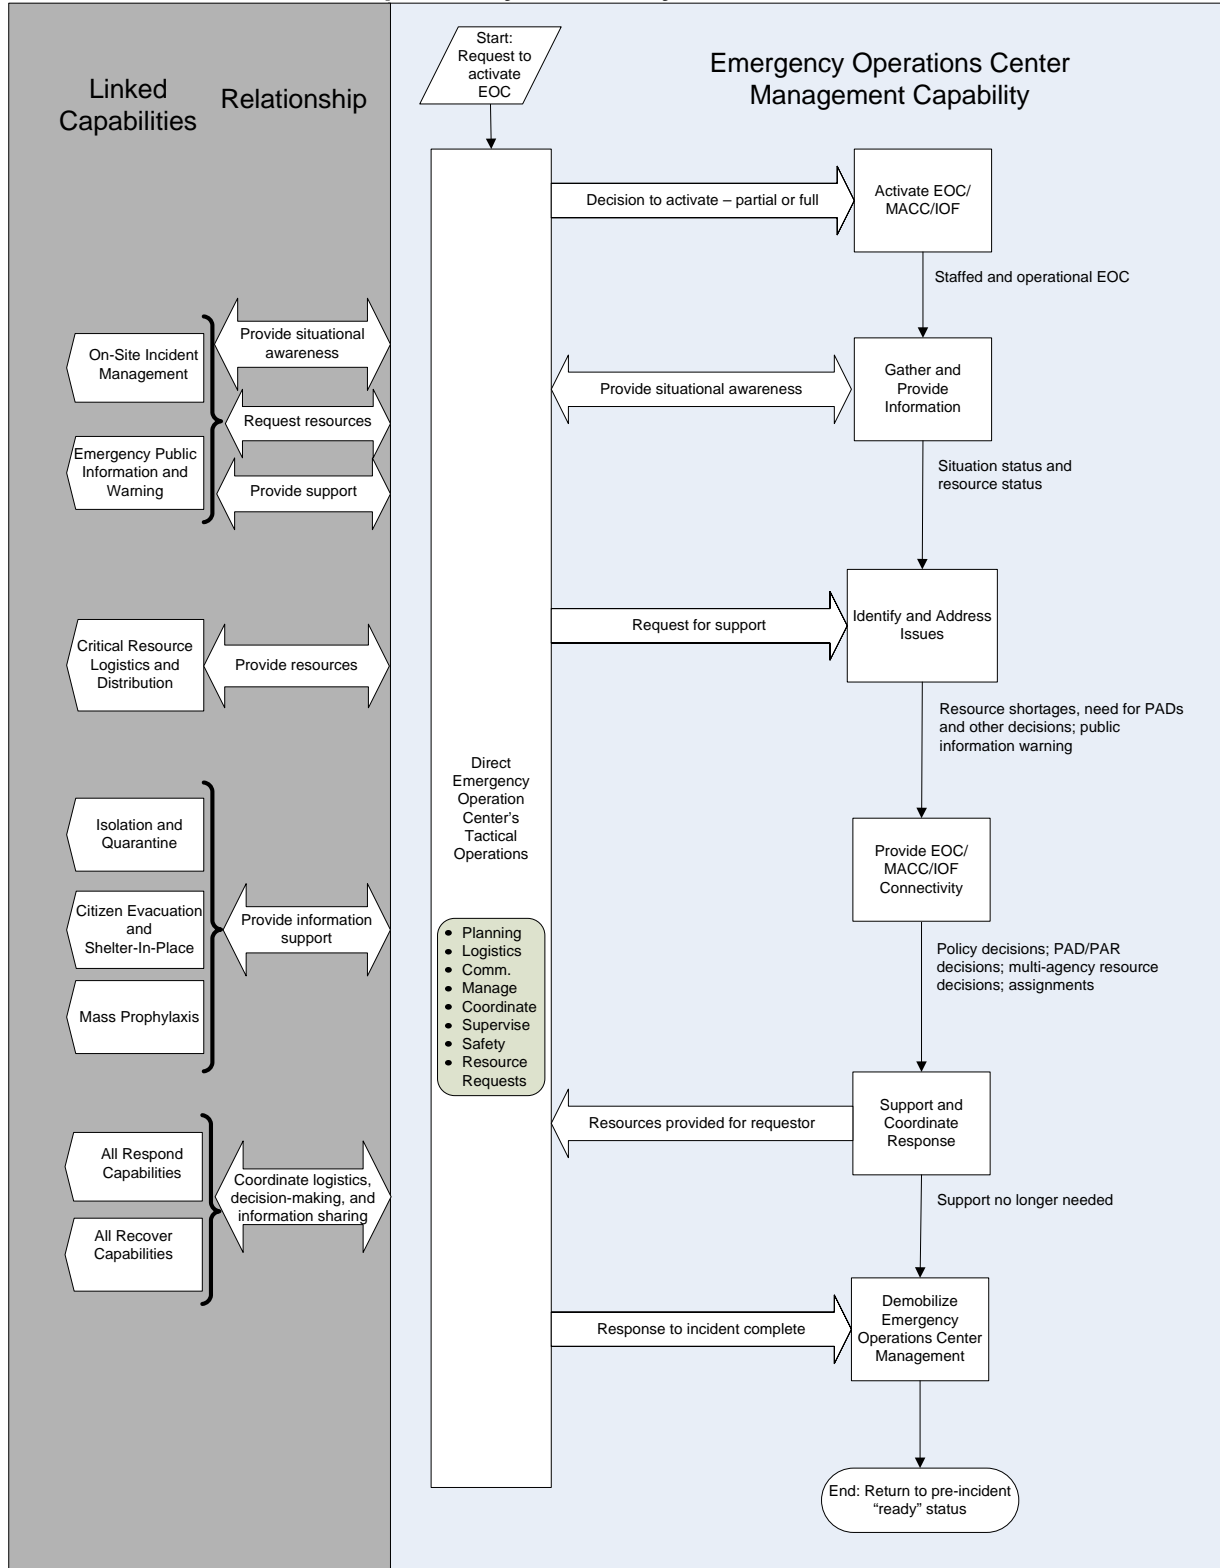 Linked
Capabilities
Relationship
Start:
Request to
activate
EOC
Emergency Operations Center
Management Capability
Decision to activate – partial or full
Activate EOC/
MACC/IOF
Staffed and operational EOC
On-Site Incident
Management
Emergency Public
Information and
Warning
Provide situational
awareness
Request resources
Provide support
Provide situational awareness
Gather and
Provide
Information
Situation status and
resource status
Critical Resource
Logistics and
Distribution
Provide resources
Request for support
Identify and Address
Issues
Resource shortages, need for PADs
and other decisions; public
information warning
Direct
Emergency
Operation
Center’s
Tactical
Operations
Isolation and
Quarantine
Citizen Evacuation
and
Shelter-In-Place
Mass Prophylaxis
Provide information
support
• Planning
• Logistics
• Comm.
• Manage
• Coordinate
• Supervise
• Safety
• Resource
Requests
Provide EOC/
MACC/IOF
Connectivity
Policy decisions; PAD/PAR
decisions; multi-agency resource
decisions; assignments
Resources provided for requestor
Support and
Coordinate
Response
Support no longer needed
All Respond
Capabilities
All Recover
Capabilities
Coordinate logistics,
decision-making, and
information sharing
Response to incident complete
Demobilize
Emergency
Operations Center
Management
End: Return to pre-incident
“ready” status